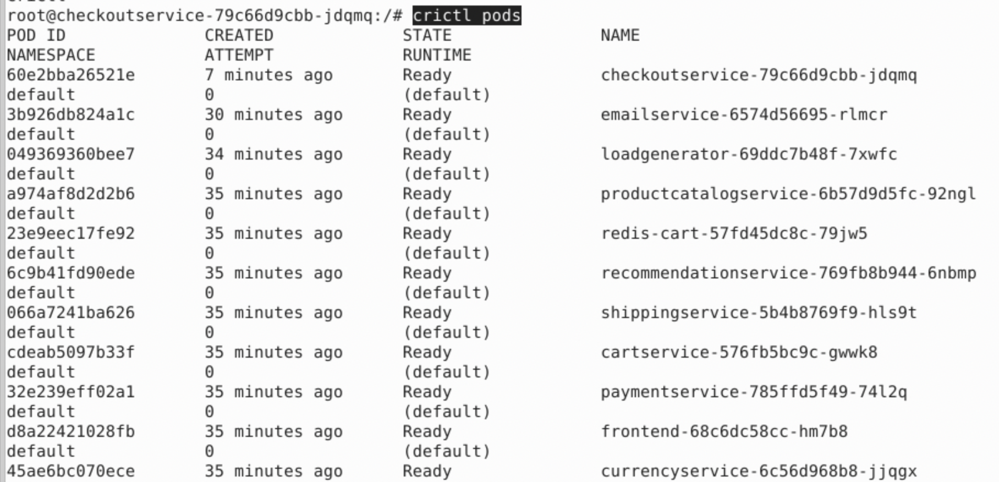 root@checkoutservice-79c66d9cbb-jdqmq:/# crictl pods
POD ID CREATED STATE NAME
NAMESPACE ATTEMPT RUNTIME
60e2bba26521e 7 minutes ago Ready checkoutservice-79c66d9cbb-jdqmq
default 0 (default)
3b926db824a1c 30 minutes ago Ready emailservice-6574d56695-rlmcr
default 0 (default)
049369360bee7 34 minutes ago Ready loadgenerator-69ddc7b48f-7xwfc
default 0 (default)
a974af8d2d2b6 35 minutes ago Ready productcatalogservice-6b57d9d5fc-92ngl
default 0 (default)
23e9eec17fe92 35 minutes ago Ready redis-cart-57fd45dc8c-79jw5
default 0 (default)
6c9b41fd90ede 35 minutes ago Ready recommendationservice-769fb8b944-6nbmp
default 0 (default)
066a7241ba626 35 minutes ago Ready shippingservice-5b4b8769f9-hls9t
default 0 (default)
cdeab5097b33f 35 minutes ago Ready cartservice-576fb5bc9c-gwwk8
default 0 (default)
32e239eff02a1 35 minutes ago Ready paymentservice-785ffd5f49-74l2q
default 0 (default)
d8a22421028fb 35 minutes ago Ready frontend-68c6dc58cc-hm7b8
default 0 (default)
45ae6bc070ece 35 minutes ago Ready currencyservice-6c56d968b8-jjqgx